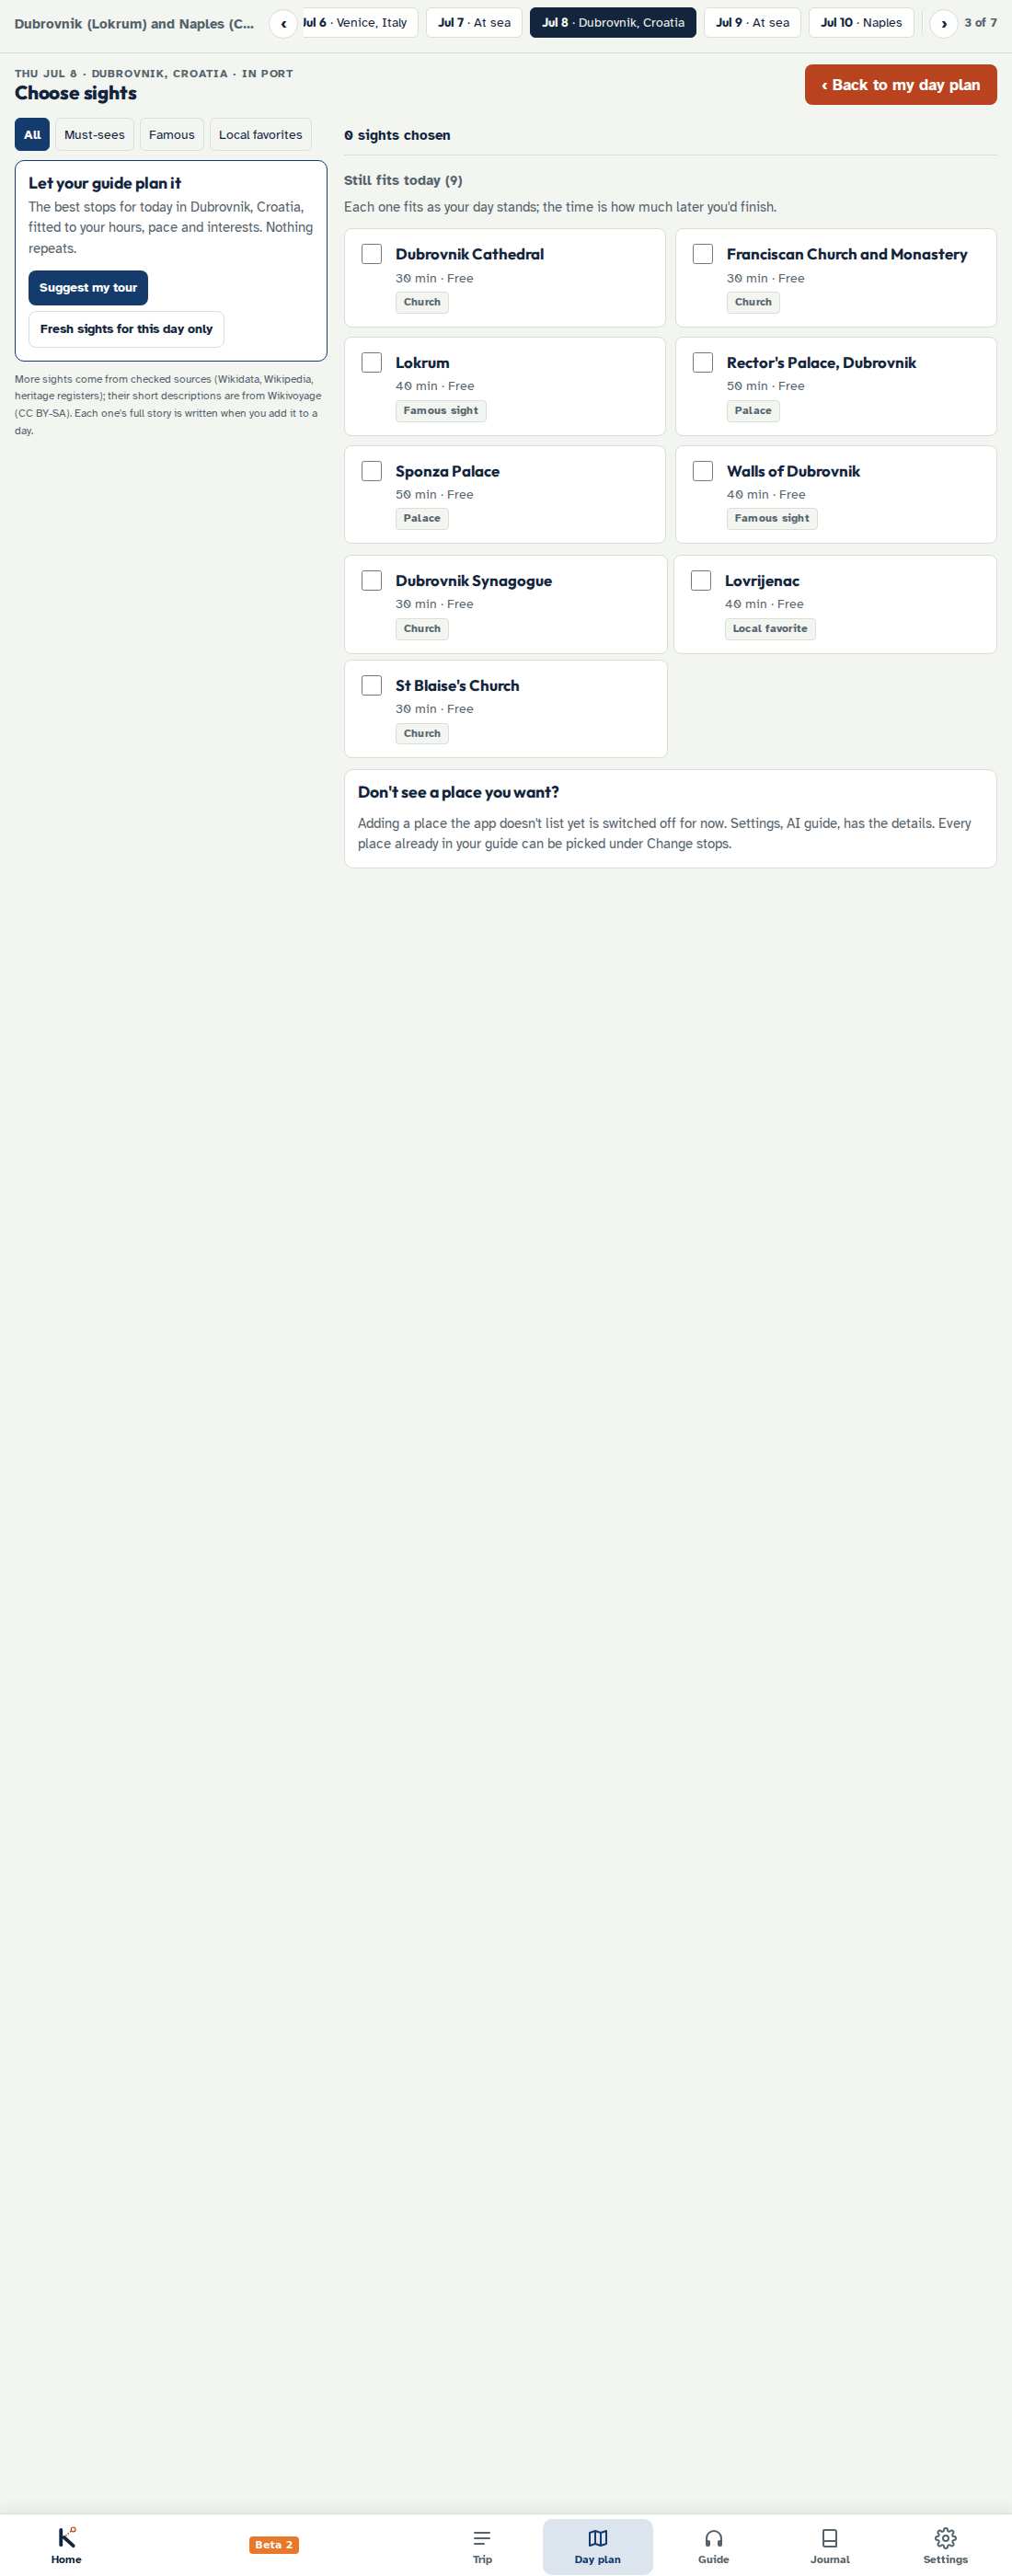 Dubrovnik (Lokrum) and Naples (C...
‹
Jul 6 · Venice, Italy
Jul 7 · At sea
Jul 8 · Dubrovnik, Croatia
Jul 9 · At sea
Jul 10 · Naples
›
3 of 7
THU JUL 8 · DUBROVNIK, CROATIA · IN PORT
Choose sights
‹ Back to my day plan
All
Must-sees
Famous
Local favorites
Let your guide plan it
The best stops for today in Dubrovnik, Croatia,
fitted to your hours, pace and interests. Nothing
repeats.
Suggest my tour
Fresh sights for this day only
More sights come from checked sources (Wikidata, Wikipedia,
heritage registers); their short descriptions are from Wikivoyage
(CC BY-SA). Each one's full story is written when you add it to a
day.
0 sights chosen
Still fits today (9)
Each one fits as your day stands; the time is how much later you'd finish.
Dubrovnik Cathedral
30 min · Free
Church
Franciscan Church and Monastery
30 min · Free
Church
Lokrum
40 min · Free
Famous sight
Rector's Palace, Dubrovnik
50 min · Free
Palace
Sponza Palace
50 min · Free
Palace
Walls of Dubrovnik
40 min · Free
Famous sight
Dubrovnik Synagogue
30 min · Free
Church
Lovrijenac
40 min · Free
Local favorite
St Blaise's Church
30 min · Free
Church
Don't see a place you want?
Adding a place the app doesn't list yet is switched off for now. Settings, AI guide, has the details. Every
place already in your guide can be picked under Change stops.
Home
Beta 2
Trip
Day plan
Guide
Journal
Settings